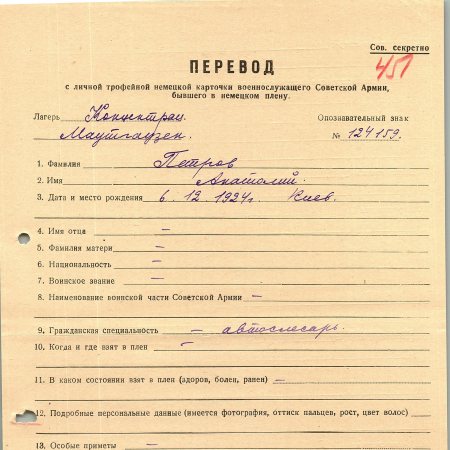 Сов. секретно
451
ПЕРЕВОД
с личной трофейной немецкой карточки военнослужащего Советской Армии,
бывшего в немецком плену.
Лагерь Концентрац. Опознавательный знак
Маутгаузен. № 124159.
1. Фамилия Петров
2. Имя Анатолий.
3. Дата и место рождения 6. 12. 1924г. Киев.
4. Имя отца —
5. Фамилия матери —
6. Национальность —
7. Воинское звание —
8. Наименование воинской части Советской Армии —
9. Гражданская специальность — автослесарь.
10. Когда и где взят в плен —
11. В каком состоянии взят в плен (здоров, болен, ранен) —
12. Подробные персональные данные (имеется фотография, оттиск пальцев, рост, цвет волос)
13. Особые приметы —